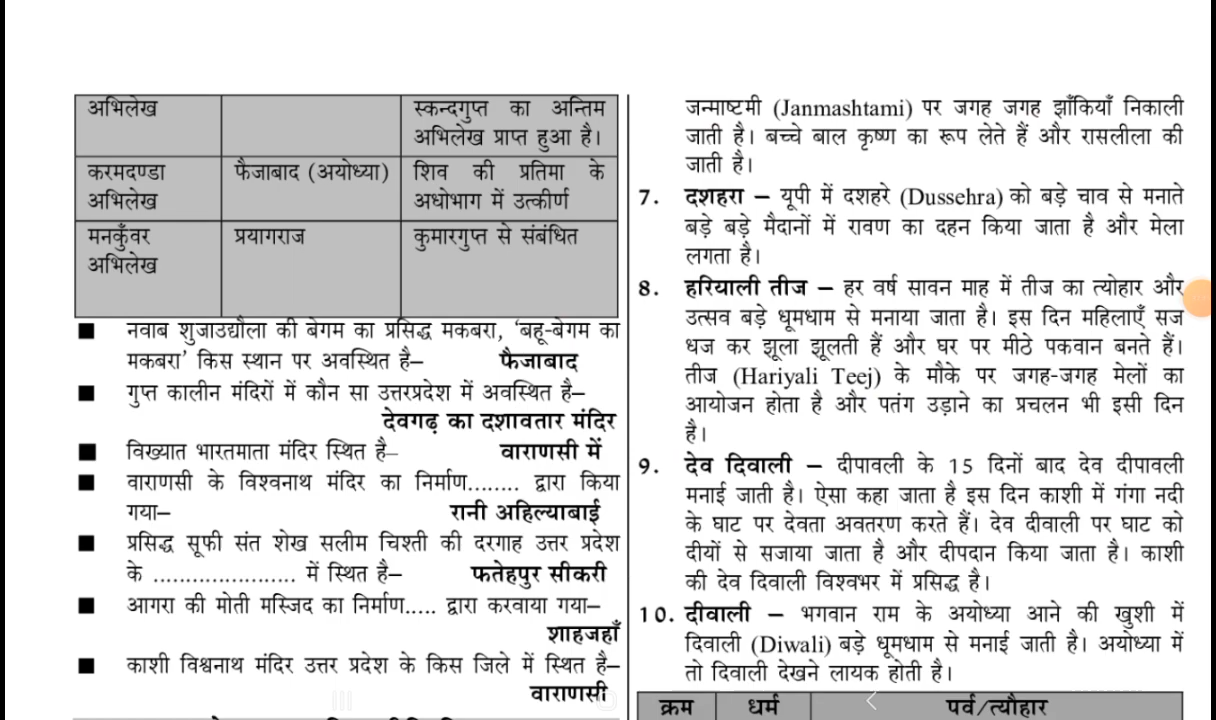 अभिलेख
स्कन्दगुप्त का अन्तिम
अभिलेख प्राप्त हुआ है।
करमदण्डा
अभिलेख
फैजाबाद (अयोध्या)
शिव की प्रतिमा के
अधोभाग में उत्कीर्ण
मनकुँवर
अभिलेख
प्रयागराज
कुमारगुप्त से संबंधित
■ नवाब शुजाउद्यौला की बेगम का प्रसिद्ध मकबरा, ‘बहू-बेगम का
मकबरा’ किस स्थान पर अवस्थित है– फैजाबाद
■ गुप्त कालीन मंदिरों में कौन सा उत्तरप्रदेश में अवस्थित है–
देवगढ़ का दशावतार मंदिर
■ विख्यात भारतमाता मंदिर स्थित है– वाराणसी में
■ वाराणसी के विश्वनाथ मंदिर का निर्माण........ द्वारा किया
गया– रानी अहिल्याबाई
■ प्रसिद्ध सूफी संत शेख सलीम चिश्ती की दरगाह उत्तर प्रदेश
के ...................... में स्थित है– फतेहपुर सीकरी
■ आगरा की मोती मस्जिद का निर्माण..... द्वारा करवाया गया–
शाहजहाँ
■ काशी विश्वनाथ मंदिर उत्तर प्रदेश के किस जिले में स्थित है–
वाराणसी
जन्माष्टमी (Janmashtami) पर जगह जगह झाँकियाँ निकाली
जाती है। बच्चे बाल कृष्ण का रूप लेते हैं और रासलीला की
जाती है।
7. दशहरा – यूपी में दशहरे (Dussehra) को बड़े चाव से मनाते
बड़े बड़े मैदानों में रावण का दहन किया जाता है और मेला
लगता है।
8. हरियाली तीज – हर वर्ष सावन माह में तीज का त्योहार और
उत्सव बड़े धूमधाम से मनाया जाता है। इस दिन महिलाएँ सज
धज कर झूला झूलती हैं और घर पर मीठे पकवान बनते हैं।
तीज (Hariyali Teej) के मौके पर जगह-जगह मेलों का
आयोजन होता है और पतंग उड़ाने का प्रचलन भी इसी दिन
है।
9. देव दिवाली – दीपावली के 15 दिनों बाद देव दीपावली
मनाई जाती है। ऐसा कहा जाता है इस दिन काशी में गंगा नदी
के घाट पर देवता अवतरण करते हैं। देव दीवाली पर घाट को
दीयों से सजाया जाता है और दीपदान किया जाता है। काशी
की देव दिवाली विश्वभर में प्रसिद्ध है।
10. दीवाली – भगवान राम के अयोध्या आने की खुशी में
दिवाली (Diwali) बड़े धूमधाम से मनाई जाती है। अयोध्या में
तो दिवाली देखने लायक होती है।
क्रम धर्म पर्व/त्यौहार